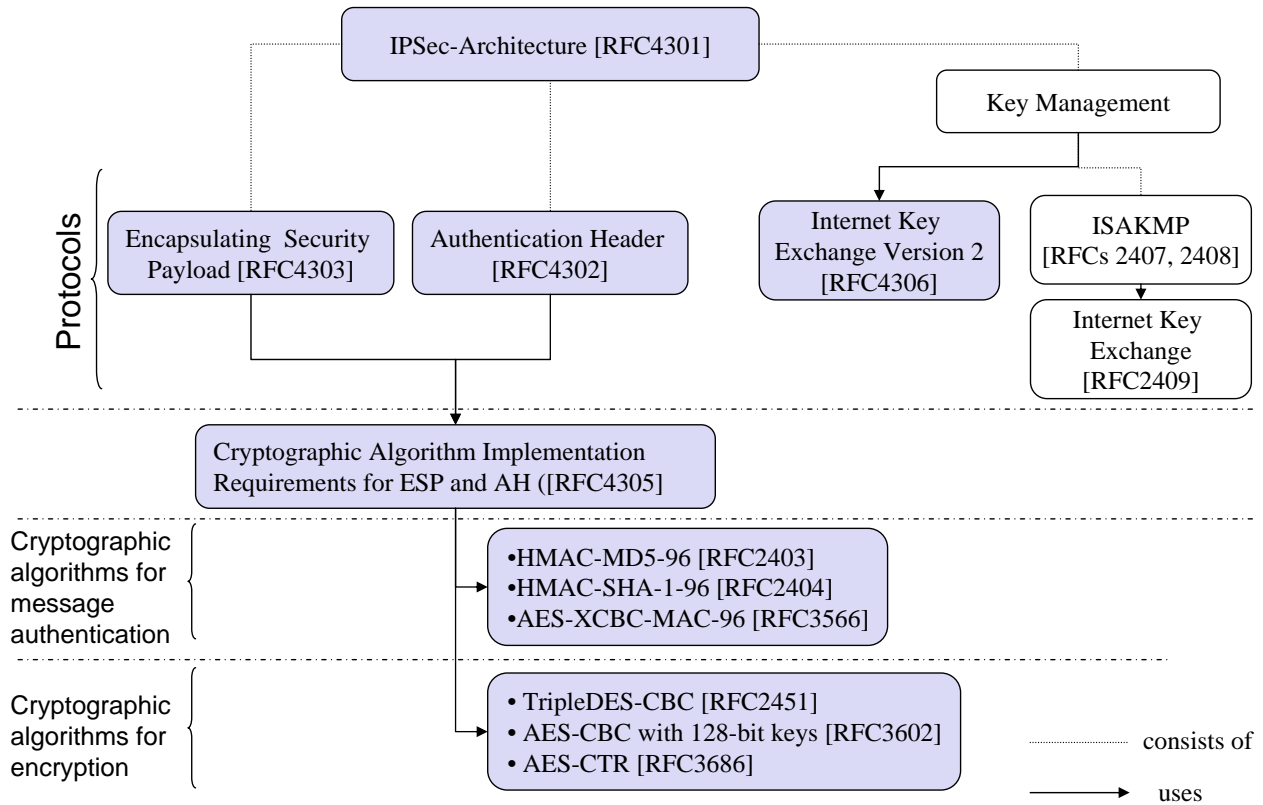 IPSec-Architecture [RFC4301]
Key Management
Protocols
Encapsulating Security
Payload [RFC4303]
Authentication Header
[RFC4302]
Internet Key
Exchange Version 2
[RFC4306]
ISAKMP
[RFCs 2407, 2408]
Internet Key
Exchange
[RFC2409]
Cryptographic Algorithm Implementation
Requirements for ESP and AH ([RFC4305]
Cryptographic
algorithms for
message
authentication
•HMAC-MD5-96 [RFC2403]
•HMAC-SHA-1-96 [RFC2404]
•AES-XCBC-MAC-96 [RFC3566]
Cryptographic
algorithms for
encryption
• TripleDES-CBC [RFC2451]
• AES-CBC with 128-bit keys [RFC3602]
• AES-CTR [RFC3686]
consists of
uses